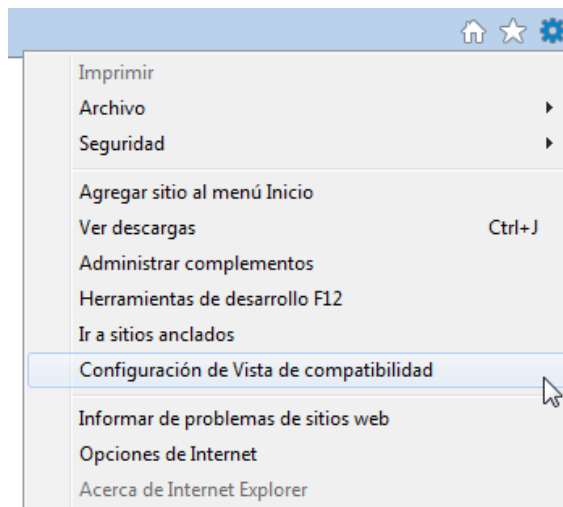 Imprimir
Archivo
Seguridad
Agregar sitio al menú Inicio
Ver descargas Ctrl+J
Administrar complementos
Herramientas de desarrollo F12
Ir a sitios anclados
Configuración de Vista de compatibilidad
Informar de problemas de sitios web
Opciones de Internet
Acerca de Internet Explorer